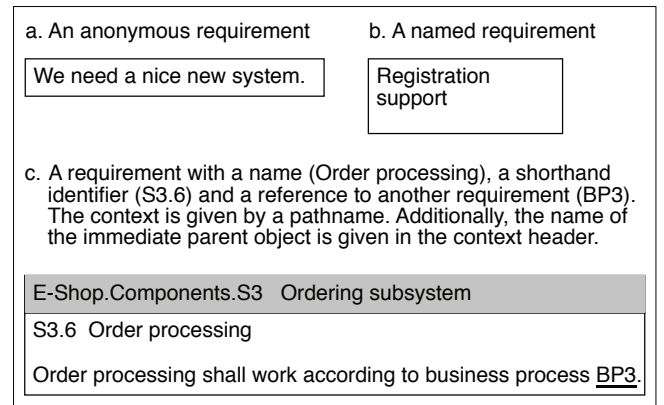 a. An anonymous requirement
We need a nice new system.
b. A named requirement
Registration
support
c. A requirement with a name (Order processing), a shorthand
identifier (S3.6) and a reference to another requirement (BP3).
The context is given by a pathname. Additionally, the name of
the immediate parent object is given in the context header.
E-Shop.Components.S3 Ordering subsystem
S3.6 Order processing
Order processing shall work according to business process BP3.